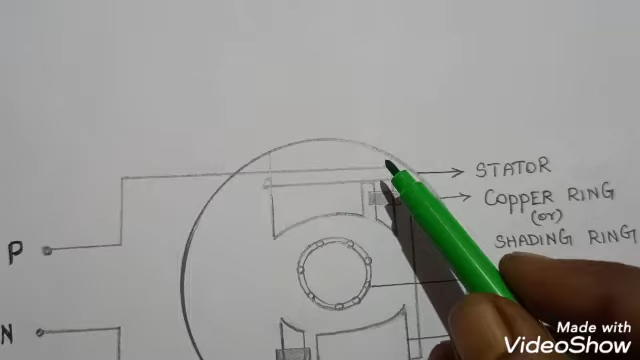 STATOR
COPPER RING
(or)
SHADING RING
P
N
Made with
VideoShow